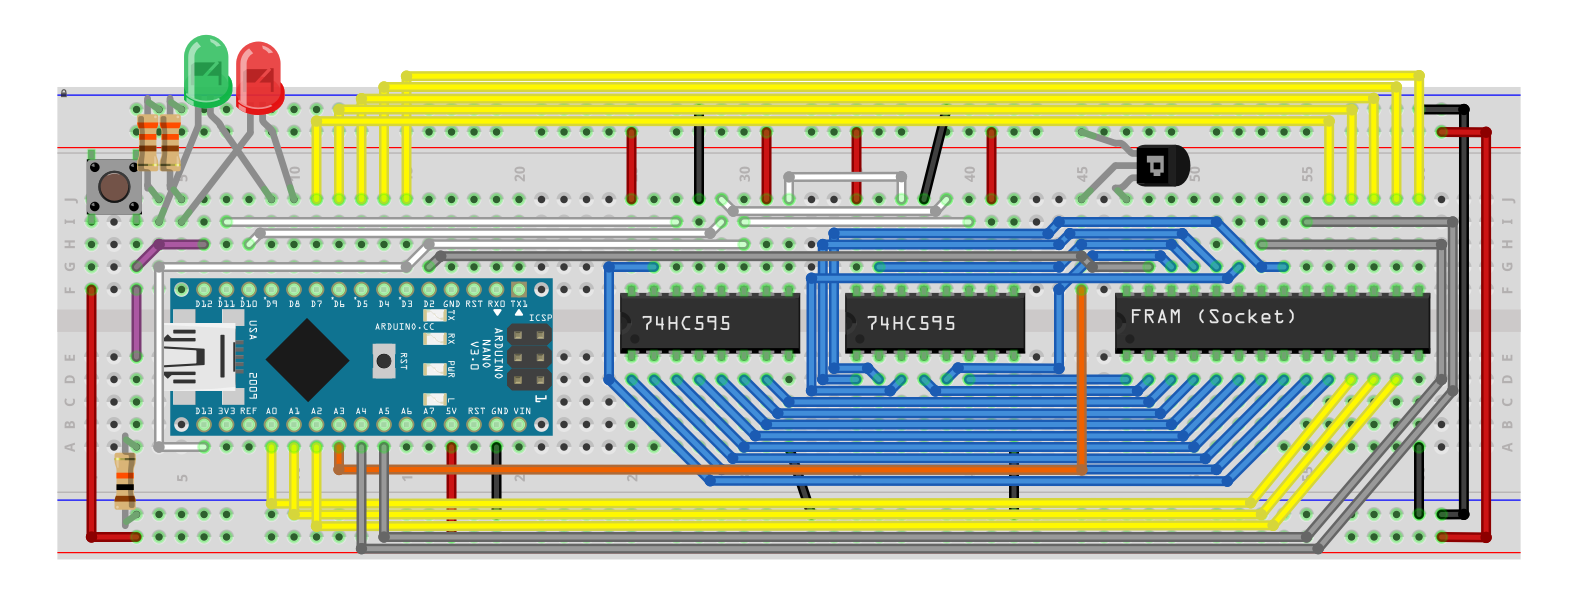 10 20 30 40 45 55
J J
I I
H H
G G
F F
D12 D11 D10 D9 D8 D7 D6 D5 D4 D3 D2 GND RST RX0 TX1
TX
RX
PWR
L
USA
2009
ARDUINO.CC
RST
ARDUINO
NANO
V3.0
ICSP
1
D13 3V3 REF A0 A1 A2 A3 A4 A5 A6 A7 5V RST GND VIN
74HC595
74HC595
FRAM (Socket)
E E
D D
C C
B B
A A
5